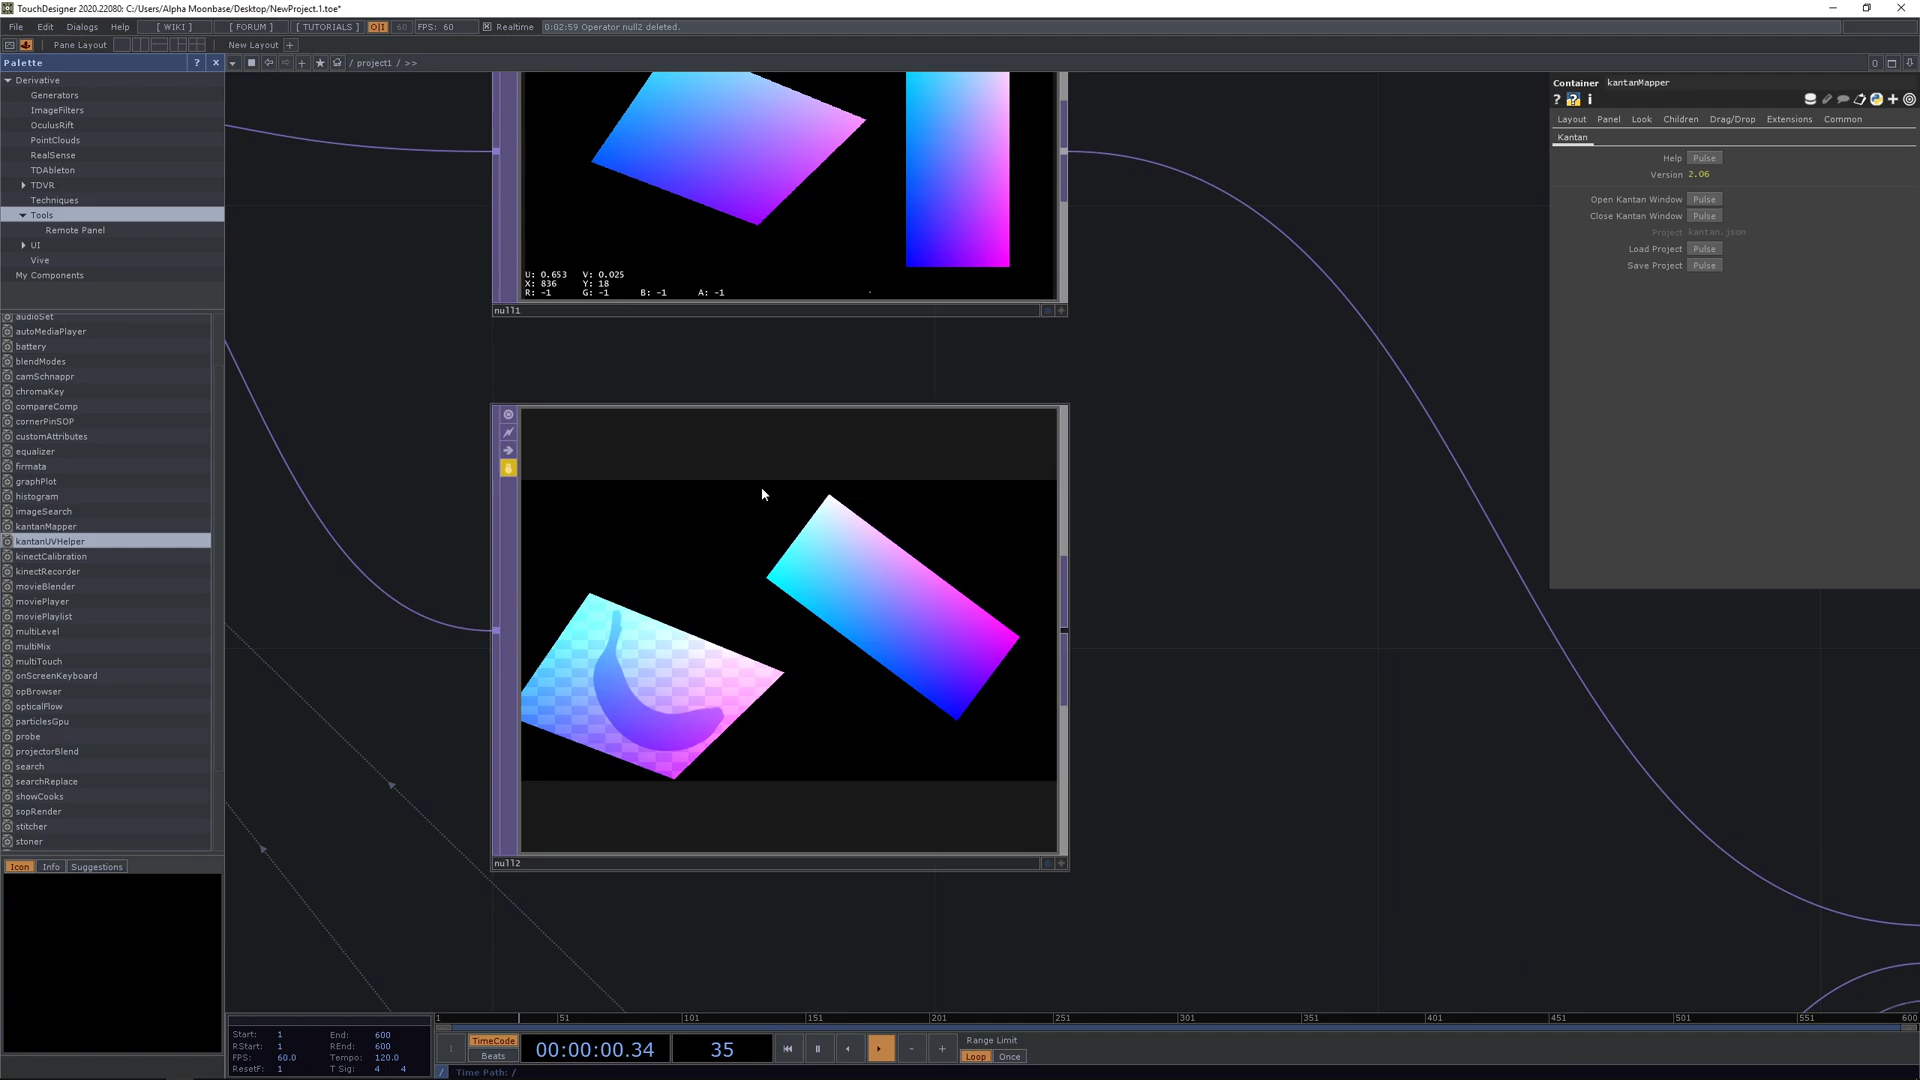 TouchDesigner 2020.22080: C:/Users/Alpha Moonbase/Desktop/NewProject.1.toe*
File Edit Dialogs Help [ WIKI ] [ FORUM ] [ TUTORIALS ] O|I 60 FPS: 60 Realtime 0:02:59 Operator null2 deleted.
Pane Layout New Layout +
Palette ? x / project1 / >> 0
Derivative
Generators
ImageFilters
OculusRift
PointClouds
RealSense
TDAbleton
TDVR
Techniques
Tools
Remote Panel
UI
Vive
My Components
audioSet
autoMediaPlayer
battery
blendModes
camSchnappr
chromaKey
compareComp
cornerPinSOP
customAttributes
equalizer
firmata
graphPlot
histogram
imageSearch
kantanMapper
kantanUVHelper
kinectCalibration
kinectRecorder
movieBlender
moviePlayer
moviePlaylist
multiLevel
multiMix
multiTouch
onScreenKeyboard
opBrowser
opticalFlow
particlesGpu
probe
projectorBlend
search
searchReplace
showCooks
sopRender
stitcher
stoner
Icon Info Suggestions
U: 0.653 V: 0.025
X: 836 Y: 18
R: -1 G: -1 B: -1 A: -1
null1
null2
Container kantanMapper
? ? i
Layout Panel Look Children Drag/Drop Extensions Common
Kantan
Help Pulse
Version 2.06
Open Kantan Window Pulse
Close Kantan Window Pulse
Project kantan.json
Load Project Pulse
Save Project Pulse
1 51 101 151 201 251 301 351 401 451 501 551 600
Start: 1 End: 600
RStart: 1 REnd: 600
FPS: 60.0 Tempo: 120.0
ResetF: 1 T Sig: 4 4
TimeCode
Beats
00:00:00.34 35
Range Limit
Loop Once
/ Time Path: /